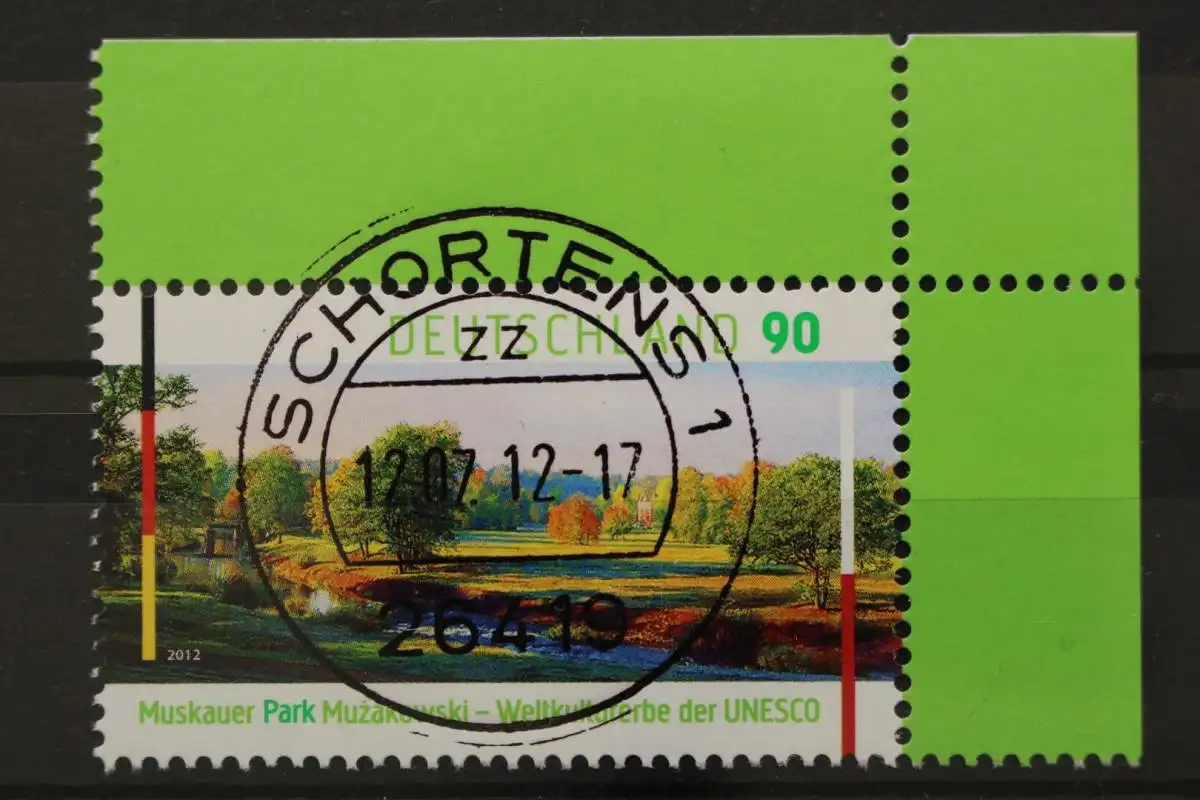 SCHORTENS 1
DEUTSCHLAND 90
ZZ
12.07.12-17
26419
2012
Muskauer Park Mużakowski – Weltkulturerbe der UNESCO